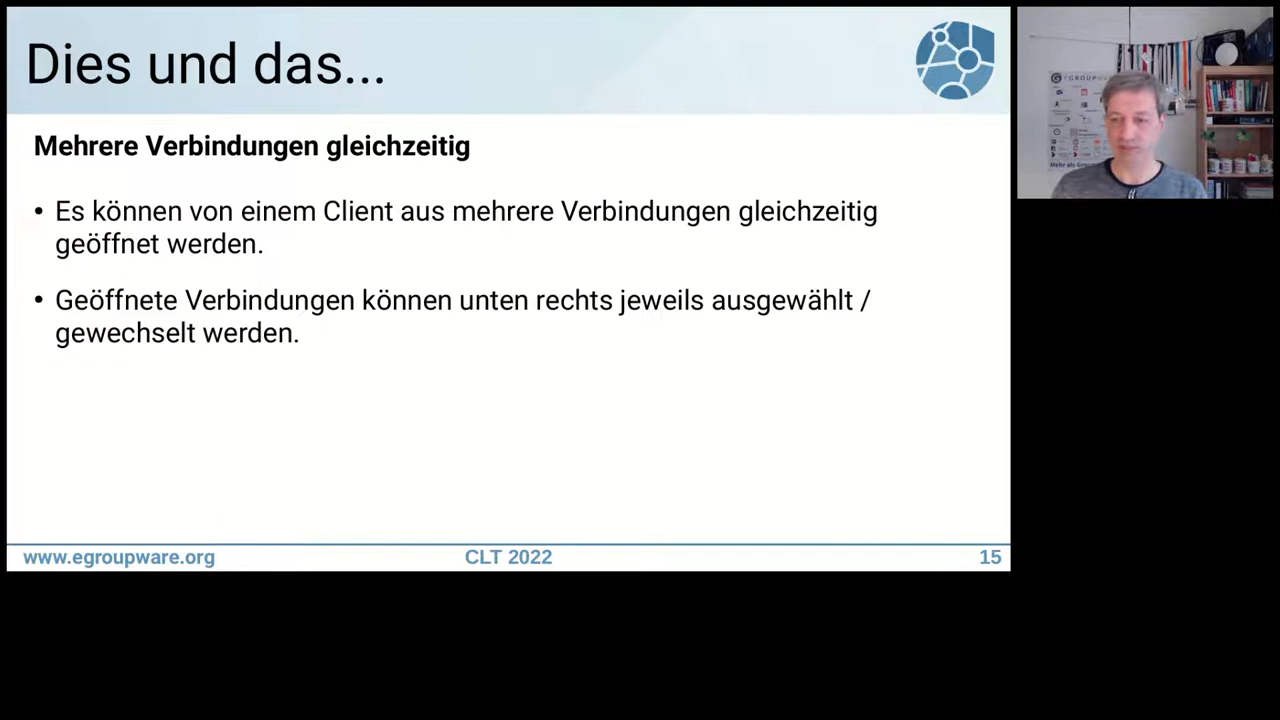 Dies und das...
Mehrere Verbindungen gleichzeitig
• Es können von einem Client aus mehrere Verbindungen gleichzeitig
geöffnet werden.
• Geöffnete Verbindungen können unten rechts jeweils ausgewählt /
gewechselt werden.
www.egroupware.org
CLT 2022
15